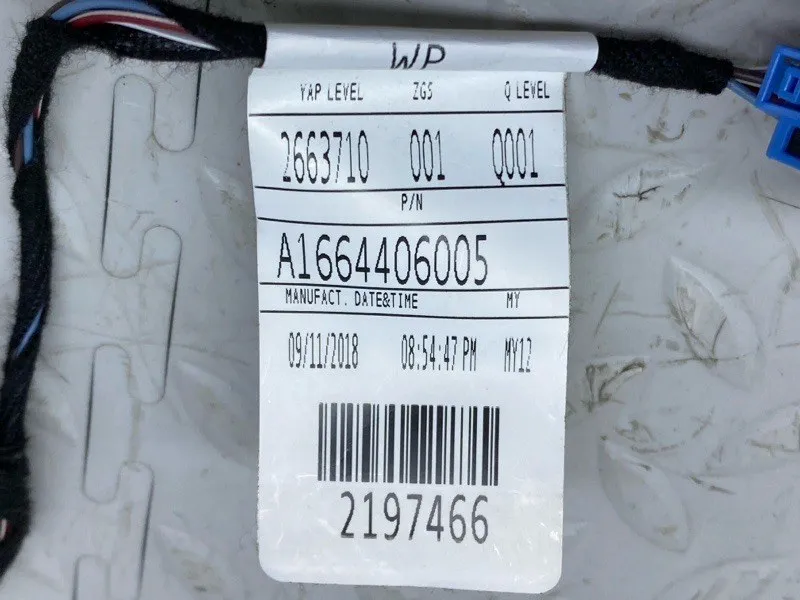 WP
YAP LEVEL ZGS Q LEVEL
2663710 001 Q001
P/N
A1664406005
MANUFACT. DATE&TIME MY
09/11/2018 08:54:47 PM MY12
2197466